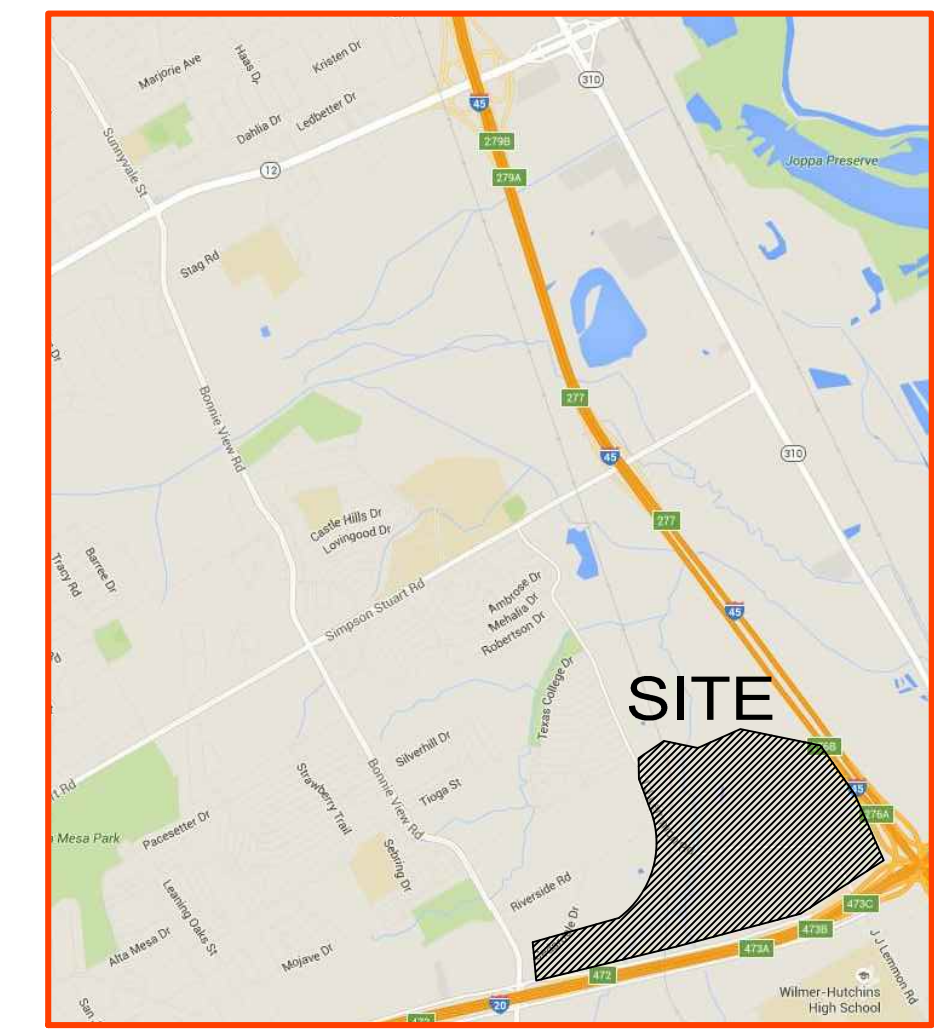 Marjorie Ave
Haas Dr
Kristen Dr
310
45
Sunnyvale St
Dahlia Dr
Ledbetter Dr
279B
12
279A
Joppa Preserve
Stag Rd
Dr
277
Bonnie View Rd
45
310
Castle Hills Dr
Lovingood Dr
277
Tracy Rd
Barree Dr
Simpson Stuart Rd
Ambrose Dr
Mehalia Dr
Robertson Dr
45
Rd
Texas College Dr
SITE
Silverhill Dr
Tioga St
Strawberry Trail
Bonnie View Rd
Rd
45
276A
Mesa Park
Pacesetter Dr
Sebring Dr
Riverside Rd
Leaning Oaks St
473C
Alta Mesa Dr
Mojave Dr
473B
473A
J J Lemmon Rd
472
20
Wilmer-Hutchins
High School
San